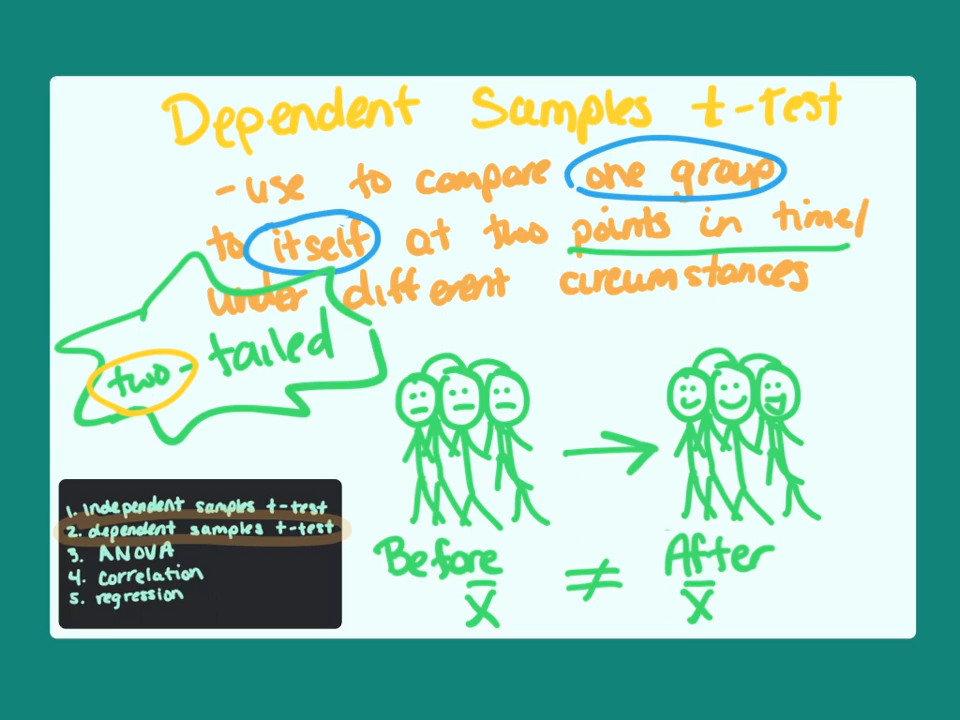 Dependent Samples t-Test
- use to compare one group
to itself at two points in time/
under different circumstances
two-tailed
Before After
X̄ ≠ X̄
1. independent samples t-test
2. dependent samples t-test
3. ANOVA
4. correlation
5. regression